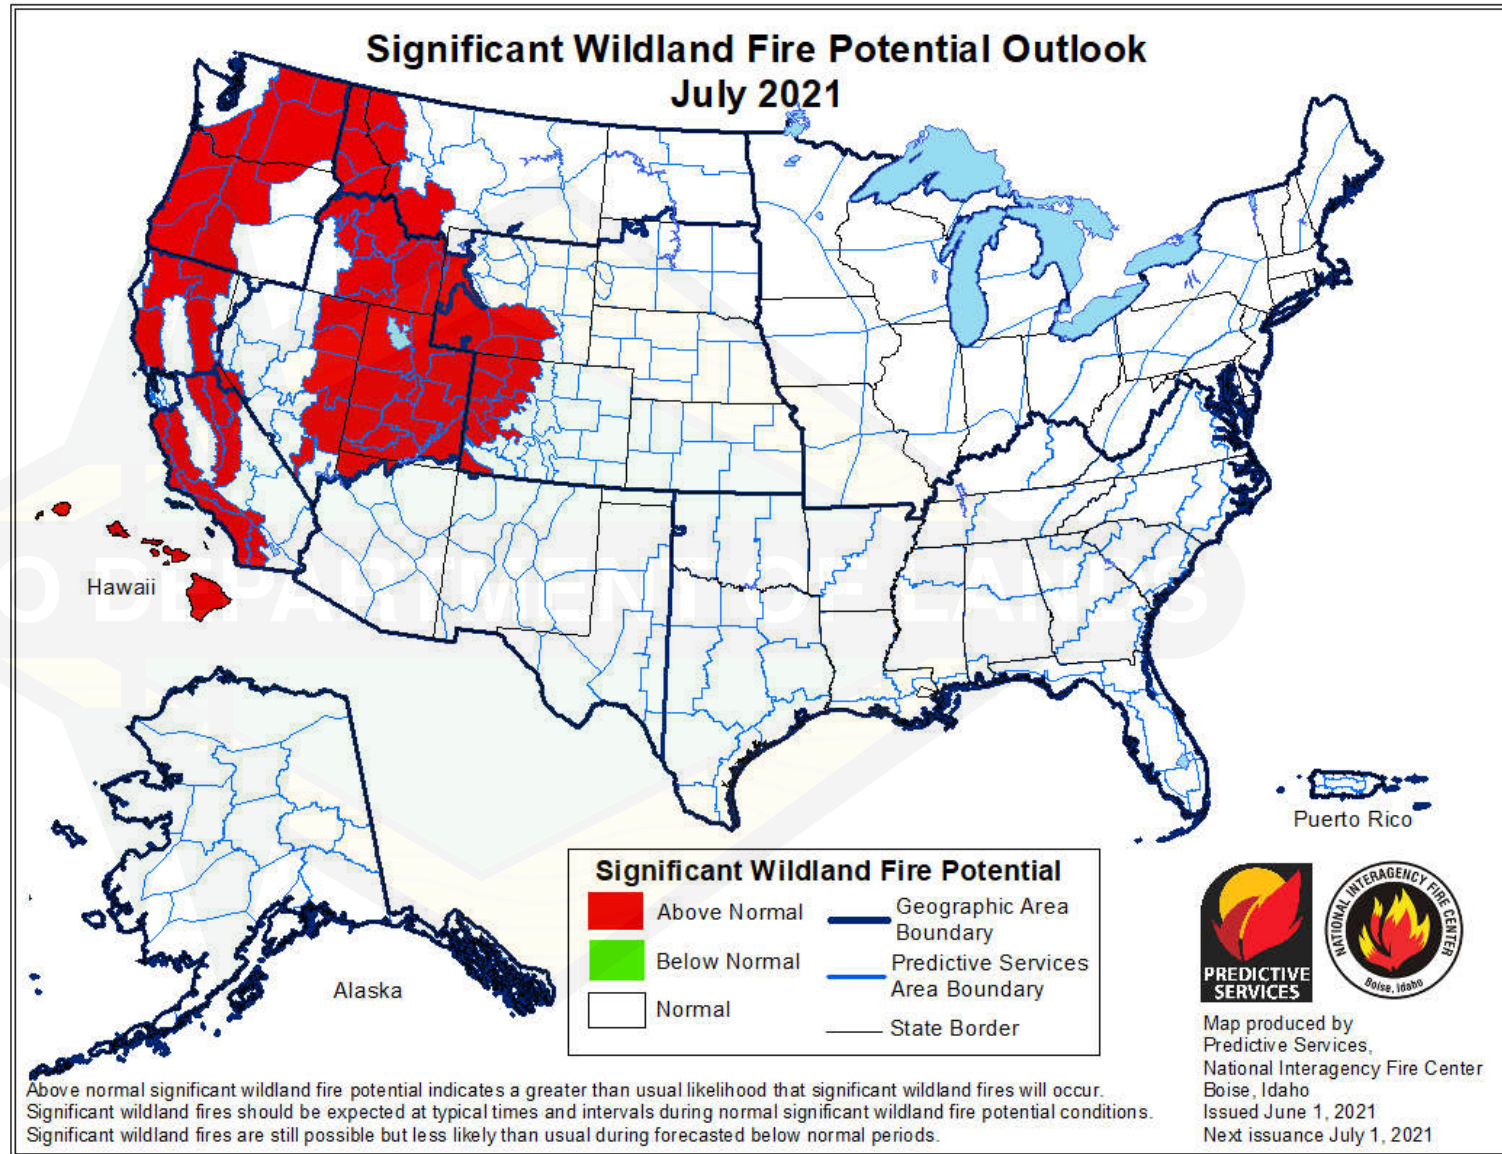 Significant Wildland Fire Potential Outlook
July 2021
Hawaii
O DEPARTMENT OF LANDS
Alaska
Puerto Rico
Significant Wildland Fire Potential
Above Normal
Below Normal
Normal
Geographic Area
Boundary
Predictive Services
Area Boundary
State Border
PREDICTIVE
SERVICES
NATIONAL INTERAGENCY FIRE CENTER
Boise, Idaho
Map produced by
Predictive Services,
National Interagency Fire Center
Boise, Idaho
Issued June 1, 2021
Next issuance July 1, 2021
Above normal significant wildland fire potential indicates a greater than usual likelihood that significant wildland fires will occur.
Significant wildland fires should be expected at typical times and intervals during normal significant wildland fire potential conditions.
Significant wildland fires are still possible but less likely than usual during forecasted below normal periods.